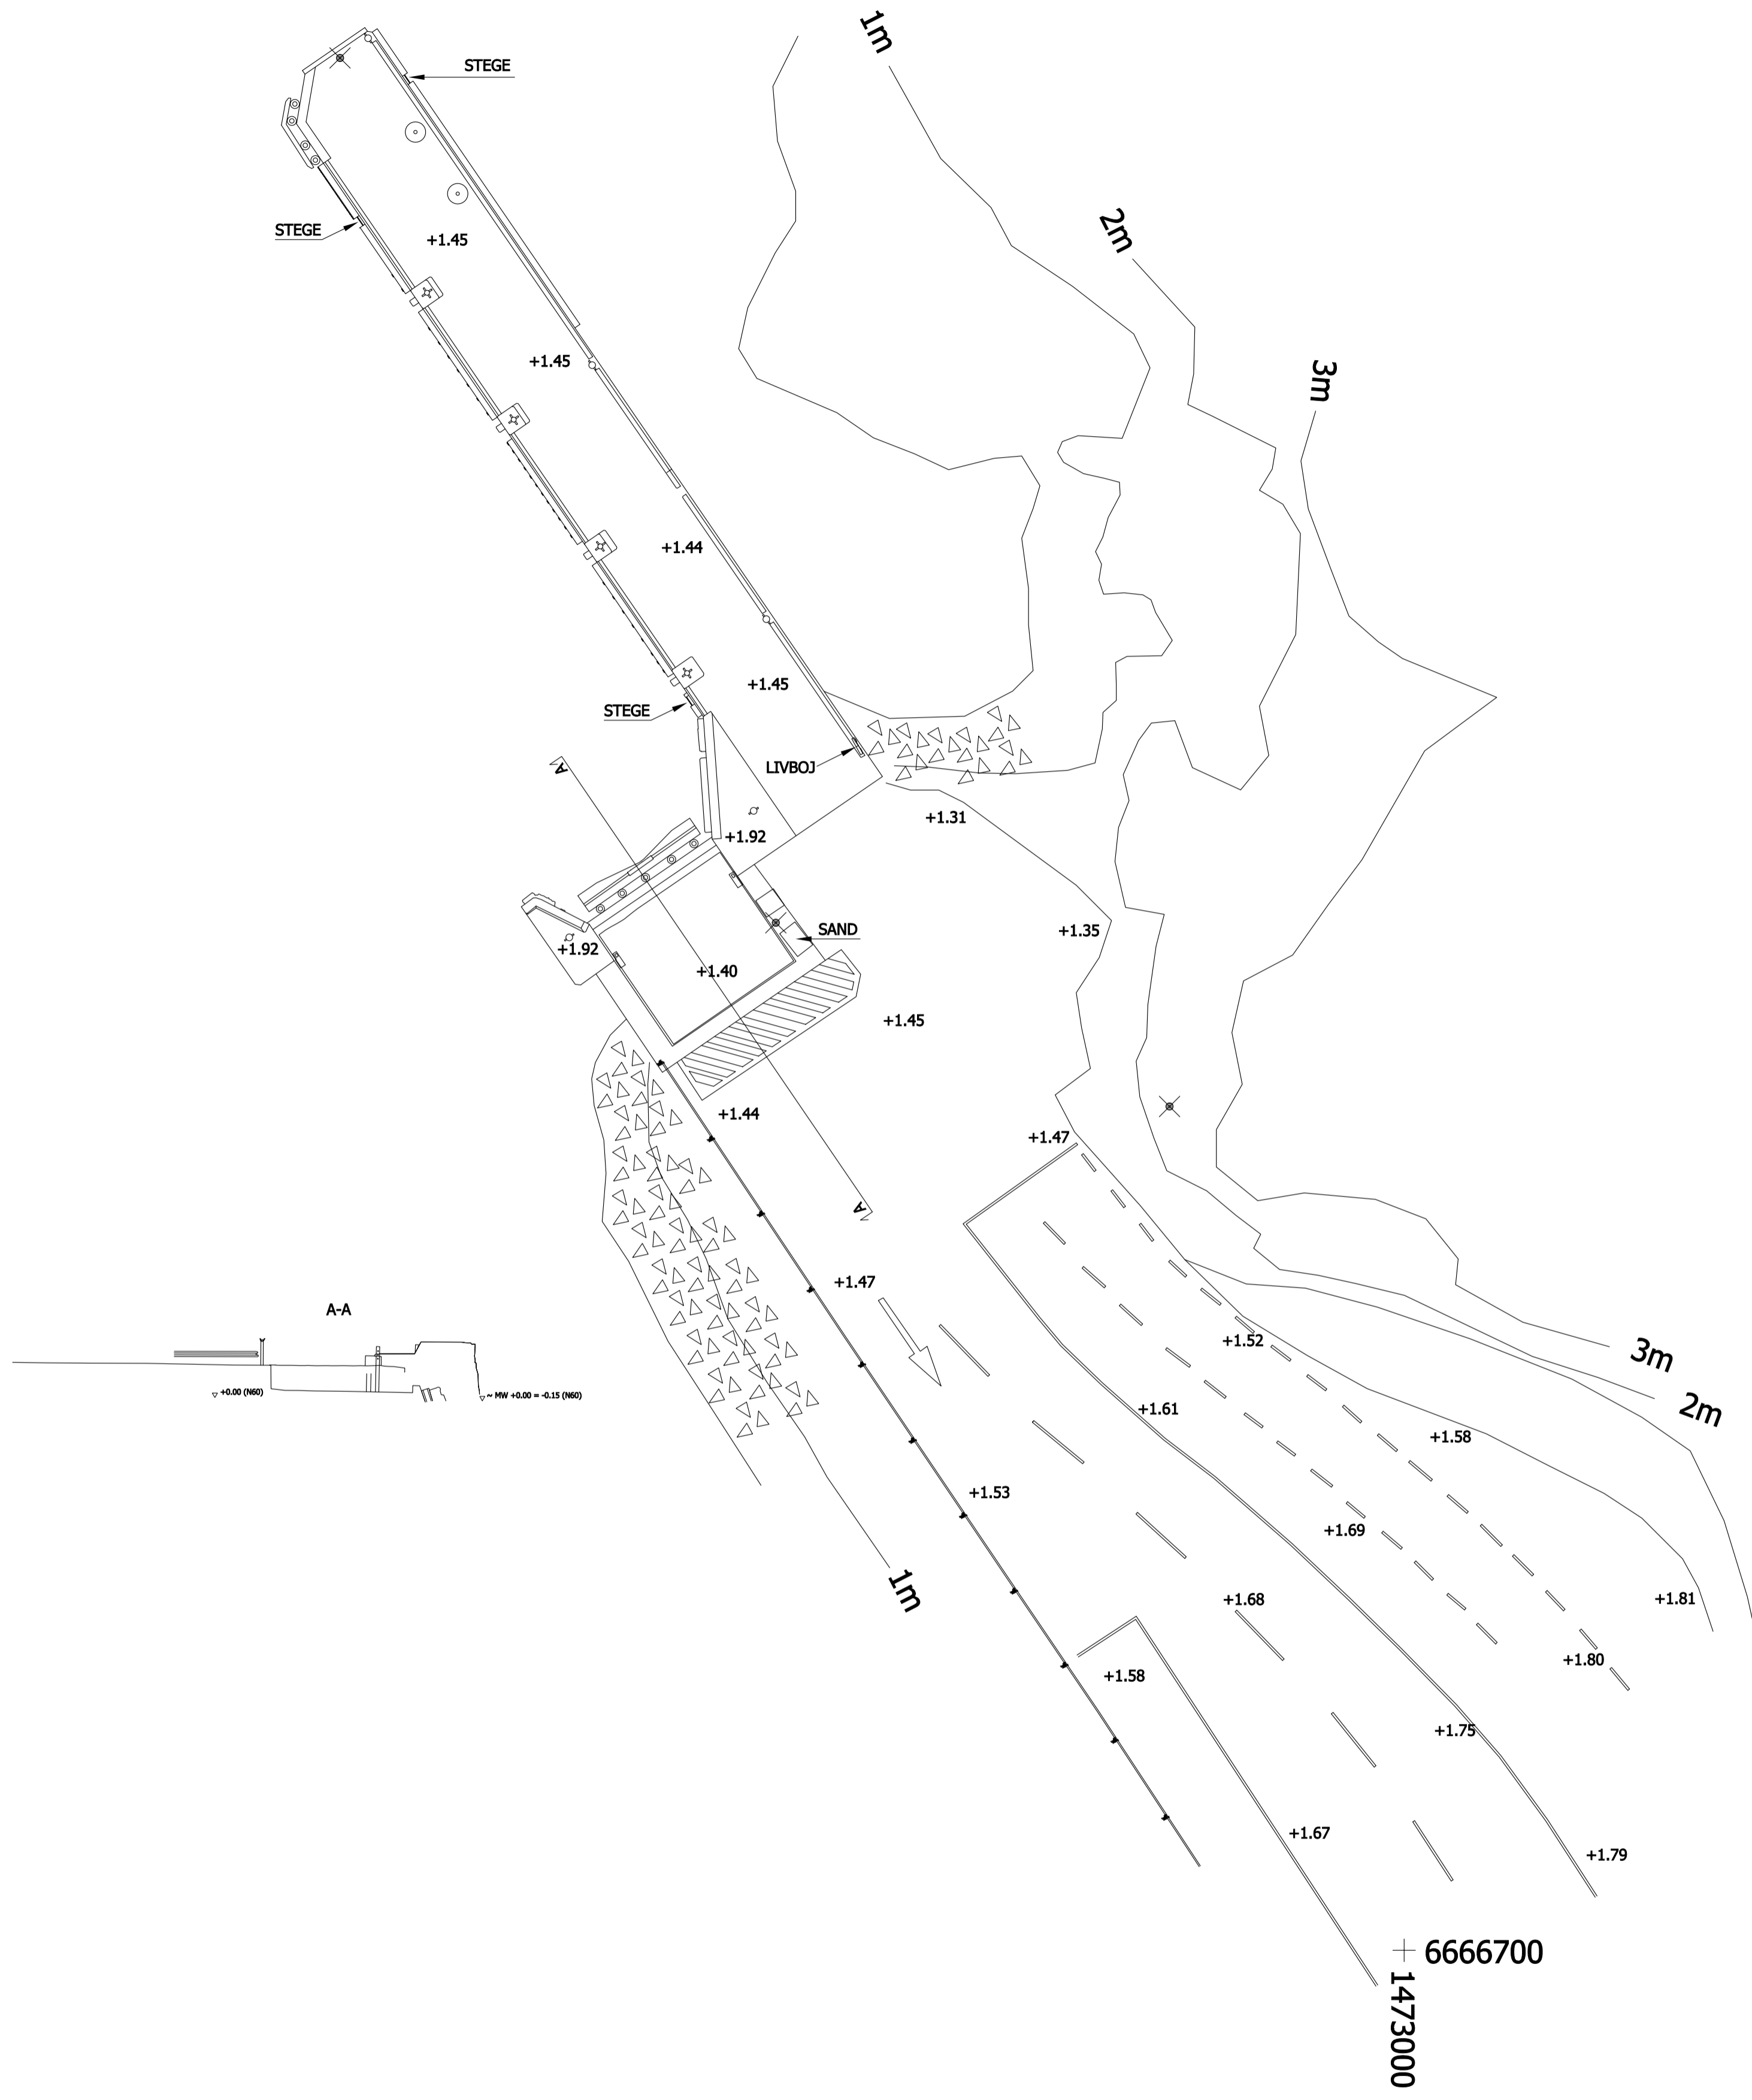 1m
STEGE
2m
STEGE
+1.45
+1.45
3m
+1.44
+1.45
STEGE
A
LIVBOJ
+1.31
+1.92
SAND
+1.35
+1.92
+1.40
+1.45
+1.44
+1.47
A
+1.47
A-A
+1.52
3m
+0.00 (N60)
~ MW +0.00 = -0.15 (N60)
2m
+1.61
+1.58
+1.53
+1.69
1m
+1.68
+1.81
+1.80
+1.58
+1.75
+1.67
+1.79
6666700
1473000